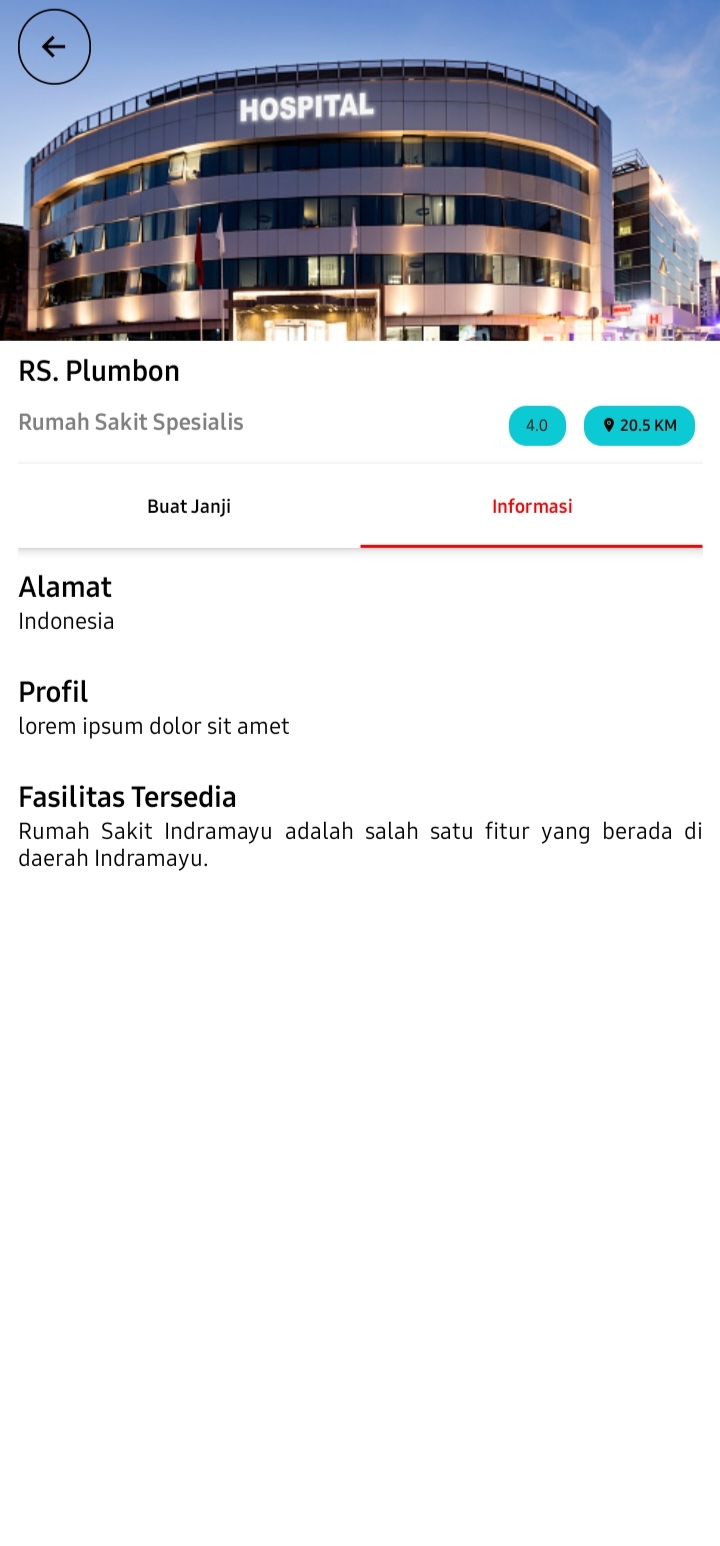 HOSPITAL
H
RS. Plumbon
Rumah Sakit Spesialis
4.0
20.5 KM
Buat Janji
Informasi
Alamat
Indonesia
Profil
lorem ipsum dolor sit amet
Fasilitas Tersedia
Rumah Sakit Indramayu adalah salah satu fitur yang berada di
daerah Indramayu.